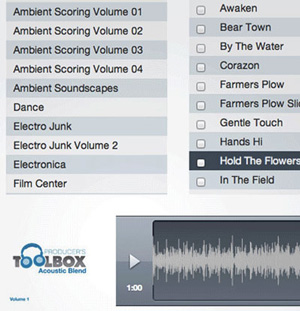 Ambient Scoring Volume 01
Ambient Scoring Volume 02
Ambient Scoring Volume 03
Ambient Scoring Volume 04
Ambient Soundscapes
Dance
Electro Junk
Electro Junk Volume 2
Electronica
Film Center
Awaken
Bear Town
By The Water
Corazon
Farmers Plow
Farmers Plow Sli
Gentle Touch
Hands Hi
Hold The Flowers
In The Field
PRODUCER'S
TOOLBOX
Acoustic Blend
Volume 1
1:00